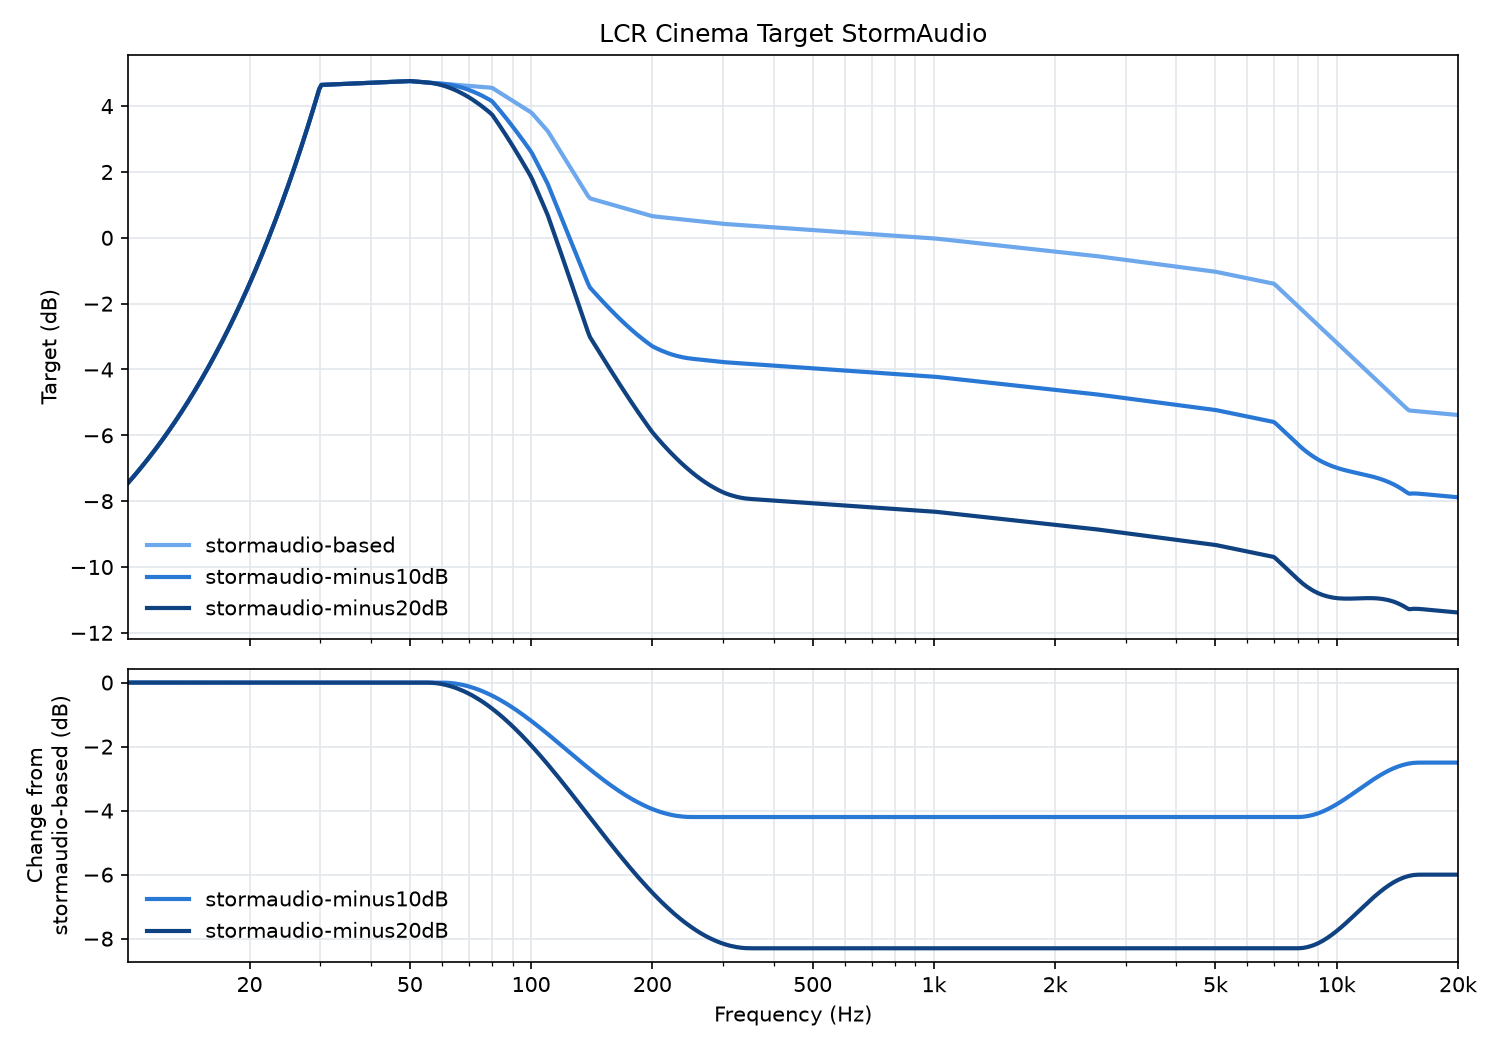 LCR Cinema Target StormAudio
Target (dB)
4
2
0
−2
−4
−6
−8
−10
−12
stormaudio-based
stormaudio-minus10dB
stormaudio-minus20dB
Change from
stormaudio-based (dB)
0
−2
−4
−6
−8
stormaudio-minus10dB
stormaudio-minus20dB
20 50 100 200 500 1k 2k 5k 10k 20k
Frequency (Hz)